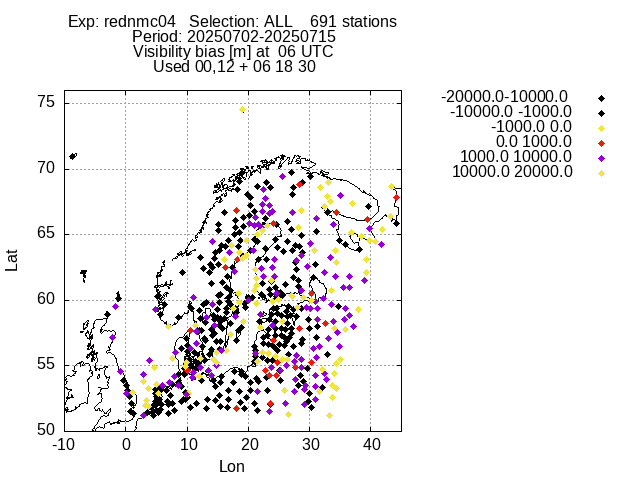 Exp: rednmc04 Selection: ALL 691 stations
Period: 20250702-20250715
Visibility bias [m] at 06 UTC
Used 00,12 + 06 18 30
-20000.0-10000.0
-10000.0 -1000.0
-1000.0 0.0
0.0 1000.0
1000.0 10000.0
10000.0 20000.0
75
70
65
60
55
50
Lat
-10 0 10 20 30 40
Lon